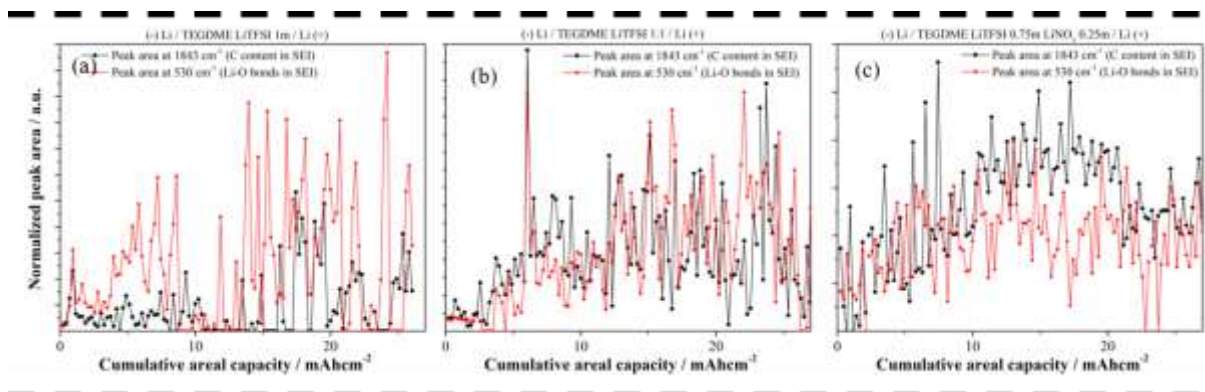 (-) Li / TEGDME LiTFSI 1m / Li (+)
(a)
Peak area at 1843 cm⁻¹ (C content in SEI)
Peak area at 530 cm⁻¹ (Li-O bonds in SEI)
Normalized peak area / a.u.
0 10 20
Cumulative areal capacity / mAhcm⁻²
(-) Li / TEGDME LiTFSI 1:1 / Li (+)
(b)
Peak area at 1843 cm⁻¹ (C content in SEI)
Peak area at 530 cm⁻¹ (Li-O bonds in SEI)
0 10 20
Cumulative areal capacity / mAhcm⁻²
(-) Li / TEGDME LiTFSI 0.75m LiNO₃ 0.25m / Li (+)
(c)
Peak area at 1843 cm⁻¹ (C content in SEI)
Peak area at 530 cm⁻¹ (Li-O bonds in SEI)
0 20
Cumulative areal capacity / mAhcm⁻²